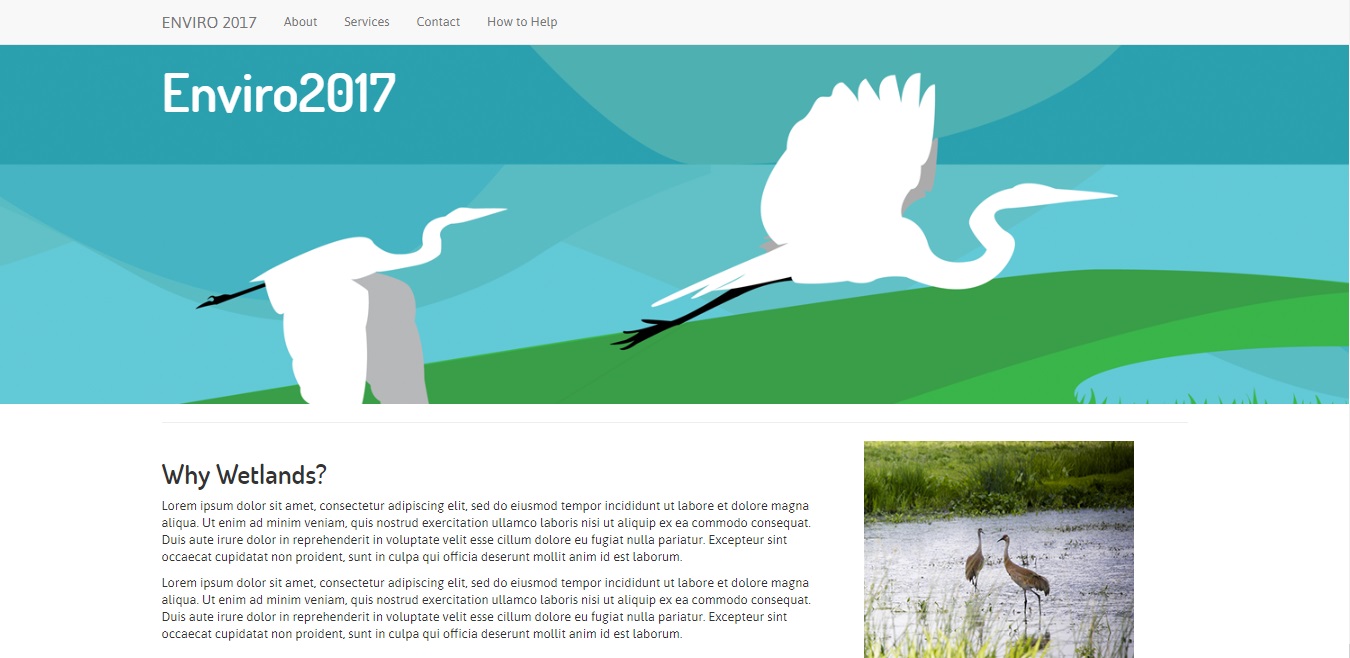 ENVIRO 2017 About Services Contact How to Help
Enviro2017
Why Wetlands?
Lorem ipsum dolor sit amet, consectetur adipiscing elit, sed do eiusmod tempor incididunt ut labore et dolore magna
aliqua. Ut enim ad minim veniam, quis nostrud exercitation ullamco laboris nisi ut aliquip ex ea commodo consequat.
Duis aute irure dolor in reprehenderit in voluptate velit esse cillum dolore eu fugiat nulla pariatur. Excepteur sint
occaecat cupidatat non proident, sunt in culpa qui officia deserunt mollit anim id est laborum.
Lorem ipsum dolor sit amet, consectetur adipiscing elit, sed do eiusmod tempor incididunt ut labore et dolore magna
aliqua. Ut enim ad minim veniam, quis nostrud exercitation ullamco laboris nisi ut aliquip ex ea commodo consequat.
Duis aute irure dolor in reprehenderit in voluptate velit esse cillum dolore eu fugiat nulla pariatur. Excepteur sint
occaecat cupidatat non proident, sunt in culpa qui officia deserunt mollit anim id est laborum.